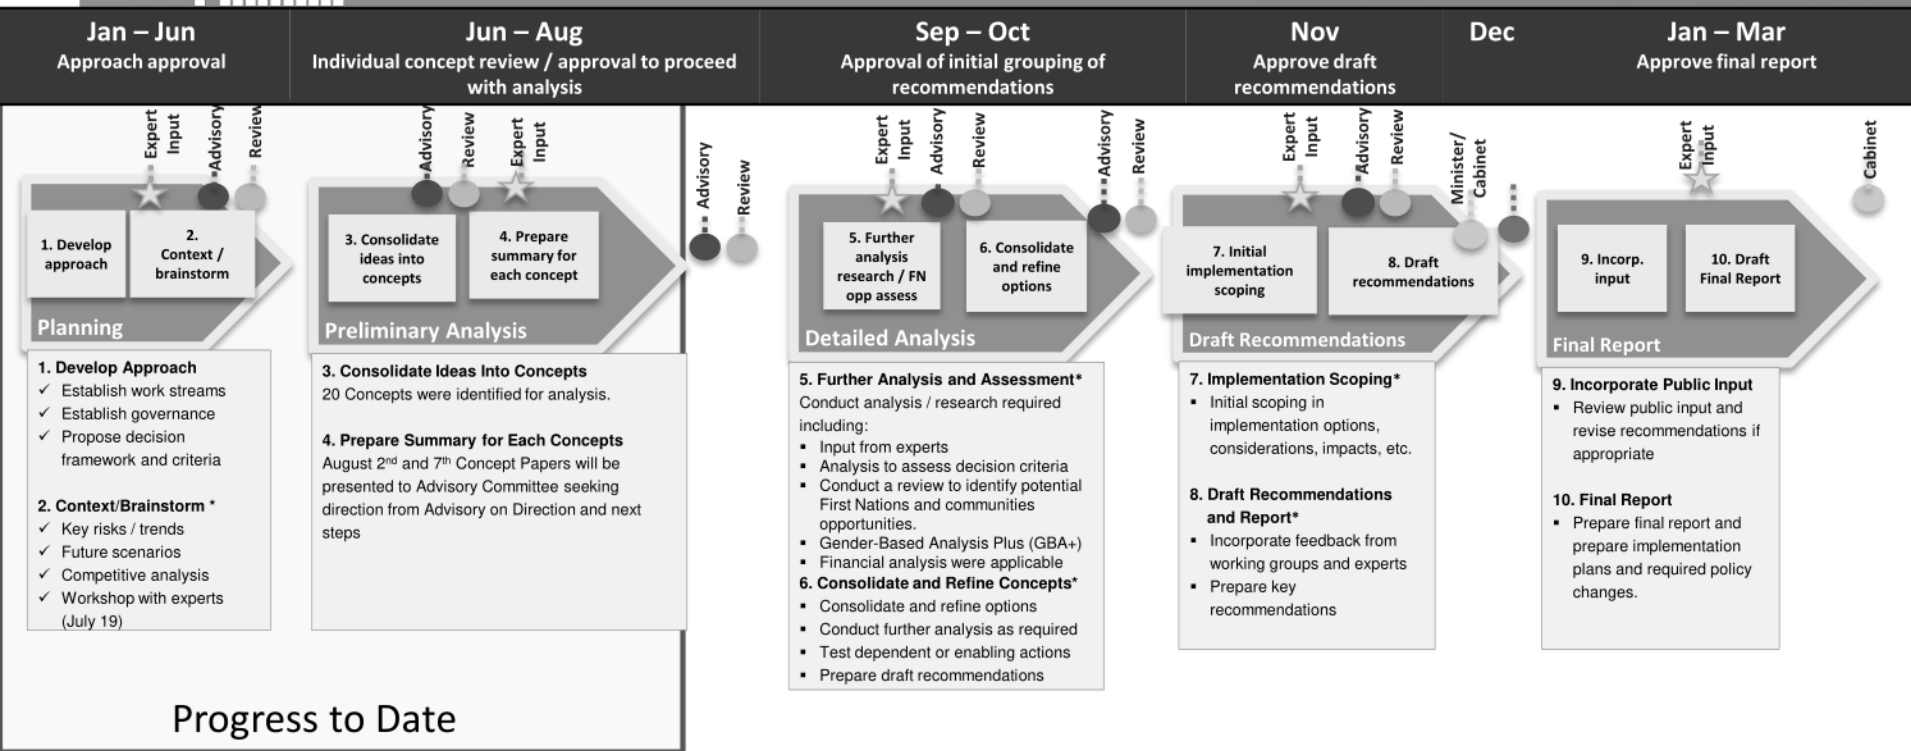 Jan – Jun
Approach approval
Jun – Aug
Individual concept review / approval to proceed
with analysis
Sep – Oct
Approval of initial grouping of
recommendations
Nov
Approve draft
recommendations
Dec
Jan – Mar
Approve final report
Expert
Input
Advisory
Review
Advisory
Review
Expert
Input
Advisory
Review
Expert
Input
Advisory
Review
Advisory
Review
Expert
Input
Advisory
Review
Minister/
Cabinet
Expert
Input
Cabinet
1. Develop
approach
2.
Context /
brainstorm
Planning
3. Consolidate
ideas into
concepts
4. Prepare
summary for
each concept
Preliminary Analysis
5. Further
analysis
research / FN
opp assess
6. Consolidate
and refine
options
Detailed Analysis
7. Initial
implementation
scoping
8. Draft
recommendations
Draft Recommendations
9. Incorp.
input
10. Draft
Final Report
Final Report
1. Develop Approach
✓ Establish work streams
✓ Establish governance
✓ Propose decision
framework and criteria
2. Context/Brainstorm *
✓ Key risks / trends
✓ Future scenarios
✓ Competitive analysis
✓ Workshop with experts
(July 19)
3. Consolidate Ideas Into Concepts
20 Concepts were identified for analysis.
4. Prepare Summary for Each Concepts
August 2nd and 7th Concept Papers will be
presented to Advisory Committee seeking
direction from Advisory on Direction and next
steps
5. Further Analysis and Assessment*
Conduct analysis / research required
including:
▪ Input from experts
▪ Analysis to assess decision criteria
▪ Conduct a review to identify potential
First Nations and communities
opportunities.
▪ Gender-Based Analysis Plus (GBA+)
▪ Financial analysis were applicable
6. Consolidate and Refine Concepts*
▪ Consolidate and refine options
▪ Conduct further analysis as required
▪ Test dependent or enabling actions
▪ Prepare draft recommendations
7. Implementation Scoping*
▪ Initial scoping in
implementation options,
considerations, impacts, etc.
8. Draft Recommendations
and Report*
▪ Incorporate feedback from
working groups and experts
▪ Prepare key
recommendations
9. Incorporate Public Input
▪ Review public input and
revise recommendations if
appropriate
10. Final Report
▪ Prepare final report and
prepare implementation
plans and required policy
changes.
Progress to Date